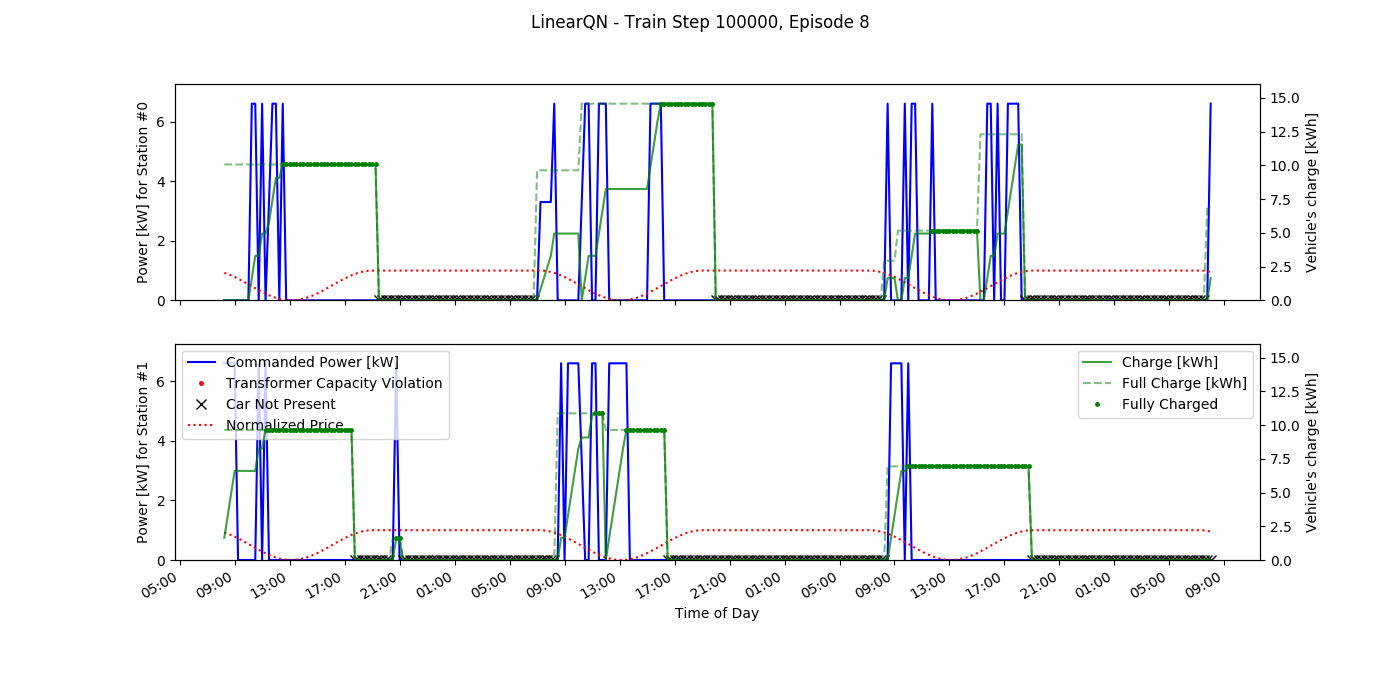 LinearQN - Train Step 100000, Episode 8
Power [kW] for Station #0
6
4
2
0
15.0
12.5
10.0
7.5
5.0
2.5
0.0
Vehicle's charge [kWh]
Power [kW] for Station #1
6
4
2
0
Commanded Power [kW]
Transformer Capacity Violation
Car Not Present
Normalized Price
Charge [kWh]
Full Charge [kWh]
Fully Charged
15.0
12.5
10.0
7.5
5.0
2.5
0.0
Vehicle's charge [kWh]
05:00 09:00 13:00 17:00 21:00 01:00 05:00 09:00 13:00 17:00 21:00 01:00 05:00 09:00 13:00 17:00 21:00 01:00 05:00 09:00
Time of Day